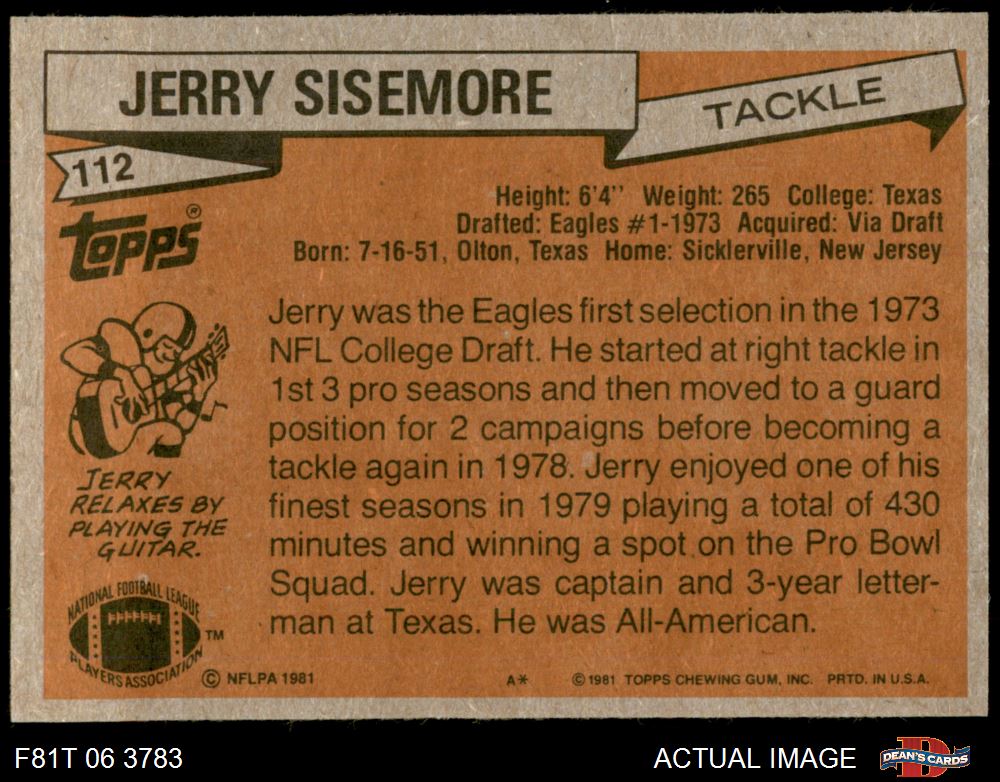 JERRY SISEMORE
TACKLE
112
TOPPS®
Height: 6'4'' Weight: 265 College: Texas
Drafted: Eagles #1-1973 Acquired: Via Draft
Born: 7-16-51, Olton, Texas Home: Sicklerville, New Jersey
Jerry was the Eagles first selection in the 1973
NFL College Draft. He started at right tackle in
1st 3 pro seasons and then moved to a guard
position for 2 campaigns before becoming a
tackle again in 1978. Jerry enjoyed one of his
finest seasons in 1979 playing a total of 430
minutes and winning a spot on the Pro Bowl
Squad. Jerry was captain and 3-year letter-
man at Texas. He was All-American.
JERRY
RELAXES BY
PLAYING THE
GUITAR.
NATIONAL FOOTBALL LEAGUE
PLAYERS ASSOCIATION
TM
© NFLPA 1981
A*
© 1981 TOPPS CHEWING GUM, INC. PRTD. IN U.S.A.
F81T 06 3783
ACTUAL IMAGE
DEAN'S CARDS